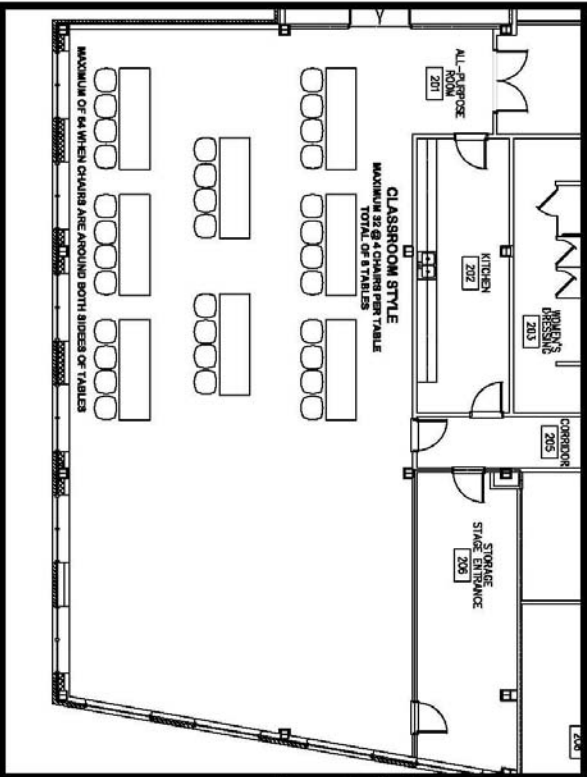 ALL-PURPOSE
ROOM
201
KITCHEN
202
WOMEN'S
DRESSING
203
CORRIDOR
205
STORAGE
STAGE ENTRANCE
206
CLASSROOM STYLE
MAXIMUM 32 @ 4 CHAIRS PER TABLE
TOTAL OF 8 TABLES
MAXIMUM OF 64 WHEN CHAIRS ARE AROUND BOTH SIDEES OF TABLES